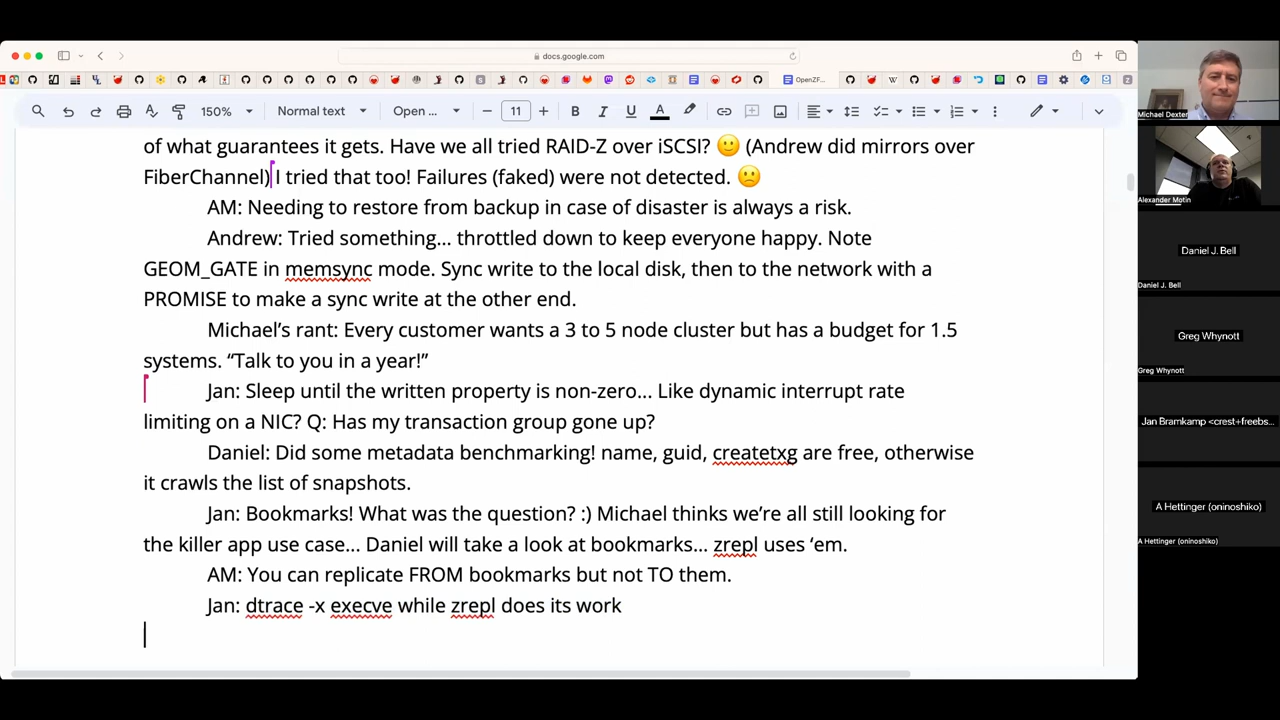 docs.google.com
OpenZF...
150%
Normal text
Open ...
11
of what guarantees it gets. Have we all tried RAID-Z over iSCSI? 🙂 (Andrew did mirrors over
FiberChannel) I tried that too! Failures (faked) were not detected. 🙁
AM: Needing to restore from backup in case of disaster is always a risk.
Andrew: Tried something… throttled down to keep everyone happy. Note
GEOM_GATE in memsync mode. Sync write to the local disk, then to the network with a
PROMISE to make a sync write at the other end.
Michael’s rant: Every customer wants a 3 to 5 node cluster but has a budget for 1.5
systems. “Talk to you in a year!”
Jan: Sleep until the written property is non-zero… Like dynamic interrupt rate
limiting on a NIC? Q: Has my transaction group gone up?
Daniel: Did some metadata benchmarking! name, guid, createtxg are free, otherwise
it crawls the list of snapshots.
Jan: Bookmarks! What was the question? :) Michael thinks we’re all still looking for
the killer app use case… Daniel will take a look at bookmarks… zrepl uses ‘em.
AM: You can replicate FROM bookmarks but not TO them.
Jan: dtrace -x execve while zrepl does its work
Michael Dexter
Alexander Motin
Daniel J. Bell
Daniel J. Bell
Greg Whynott
Greg Whynott
Jan Bramkamp <crest+freebs...
A Hettinger (oninoshiko)
A Hettinger (oninoshiko)